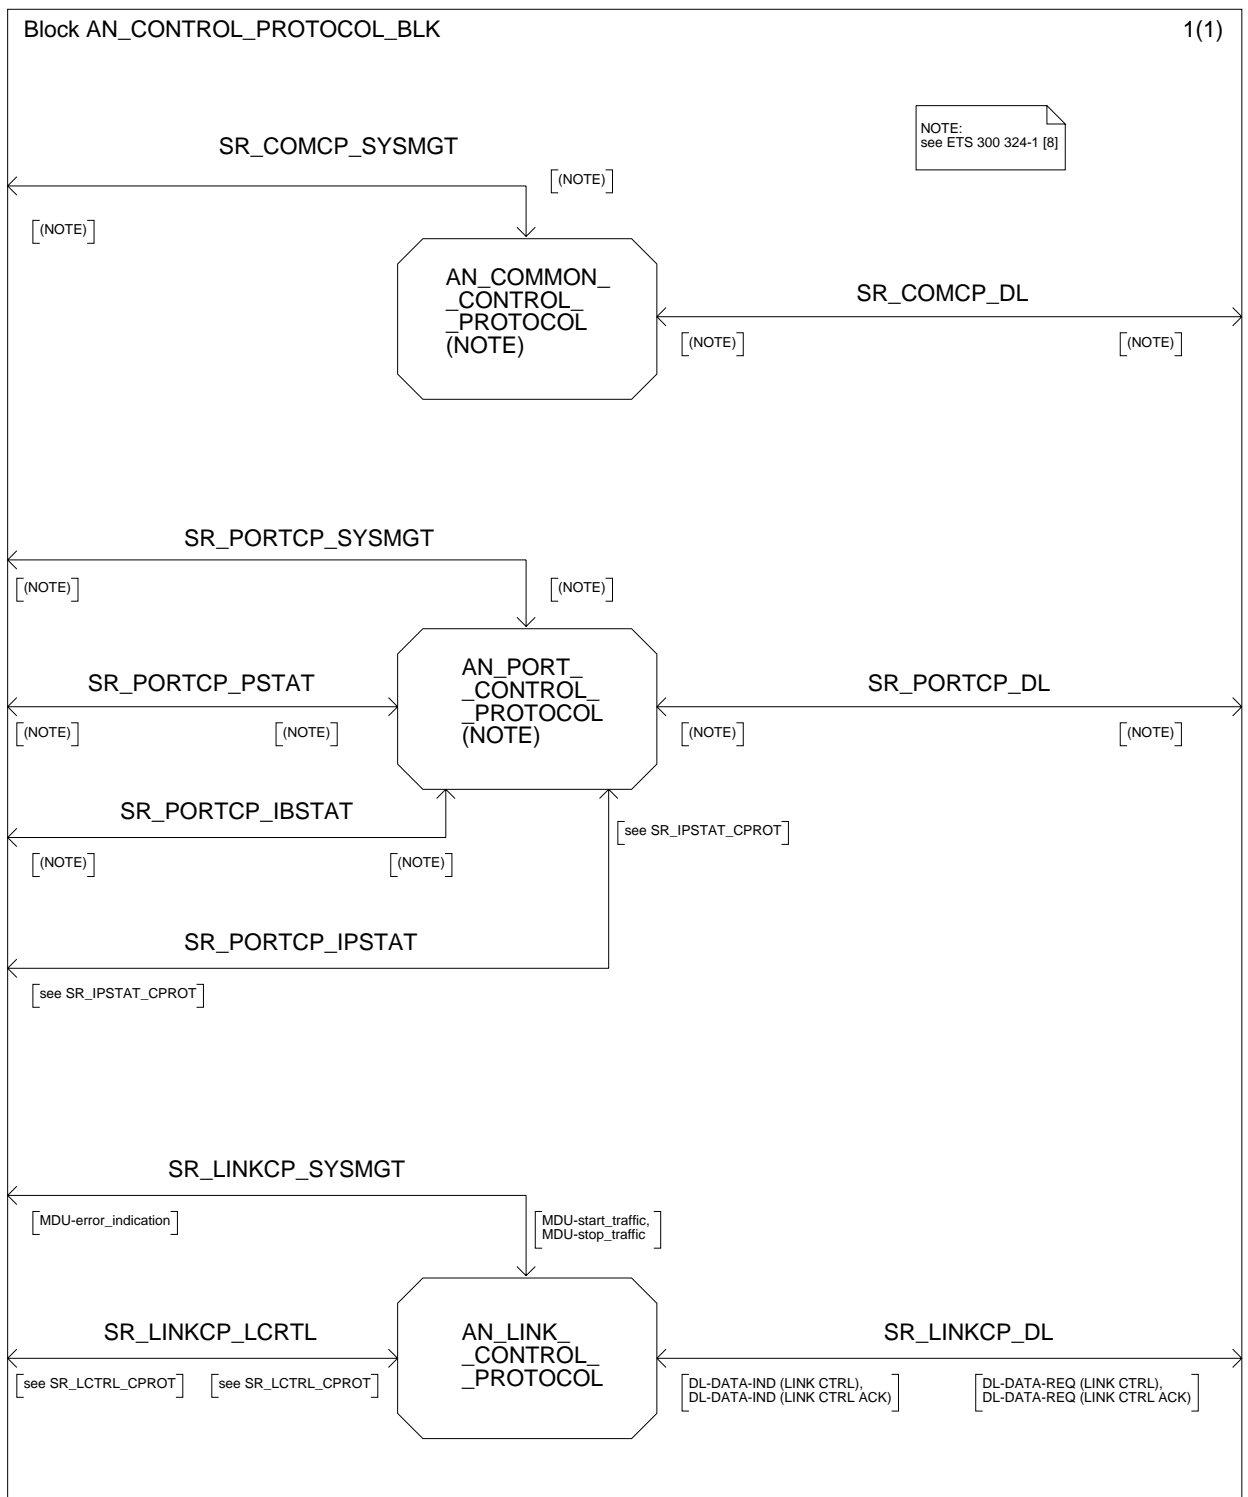 Block AN_CONTROL_PROTOCOL_BLK 1(1)
NOTE:
see ETS 300 324-1 [8]
SR_COMCP_SYSMGT
(NOTE)
(NOTE)
AN_COMMON_
_CONTROL_
_PROTOCOL
(NOTE)
SR_COMCP_DL
(NOTE) (NOTE)
SR_PORTCP_SYSMGT
(NOTE) (NOTE)
AN_PORT_
_CONTROL_
_PROTOCOL
(NOTE)
SR_PORTCP_PSTAT
(NOTE) (NOTE)
SR_PORTCP_DL
(NOTE) (NOTE)
SR_PORTCP_IBSTAT
(NOTE) (NOTE)
see SR_IPSTAT_CPROT
SR_PORTCP_IPSTAT
see SR_IPSTAT_CPROT
SR_LINKCP_SYSMGT
MDU-error_indication
MDU-start_traffic,
MDU-stop_traffic
SR_LINKCP_LCRTL
see SR_LCTRL_CPROT see SR_LCTRL_CPROT
AN_LINK_
_CONTROL_
_PROTOCOL
SR_LINKCP_DL
DL-DATA-IND (LINK CTRL),
DL-DATA-IND (LINK CTRL ACK)
DL-DATA-REQ (LINK CTRL),
DL-DATA-REQ (LINK CTRL ACK)